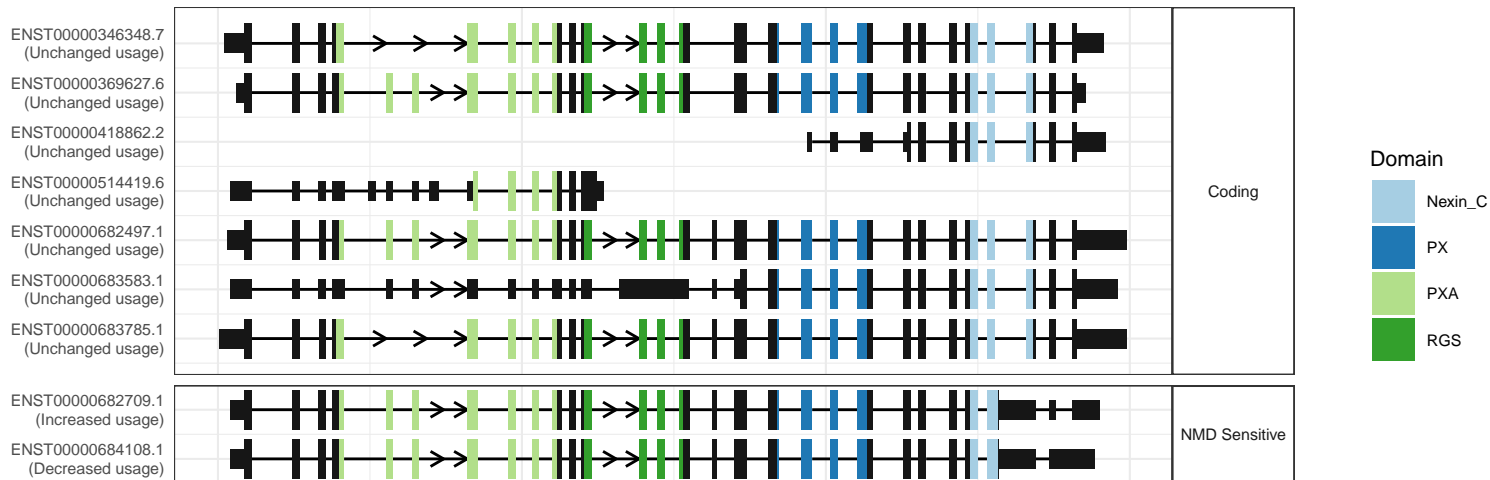 ENST00000346348.7
(Unchanged usage)
ENST00000369627.6
(Unchanged usage)
ENST00000418862.2
(Unchanged usage)
ENST00000514419.6
(Unchanged usage)
ENST00000682497.1
(Unchanged usage)
ENST00000683583.1
(Unchanged usage)
ENST00000683785.1
(Unchanged usage)
Coding
ENST00000682709.1
(Increased usage)
ENST00000684108.1
(Decreased usage)
NMD Sensitive
Domain
Nexin_C
PX
PXA
RGS